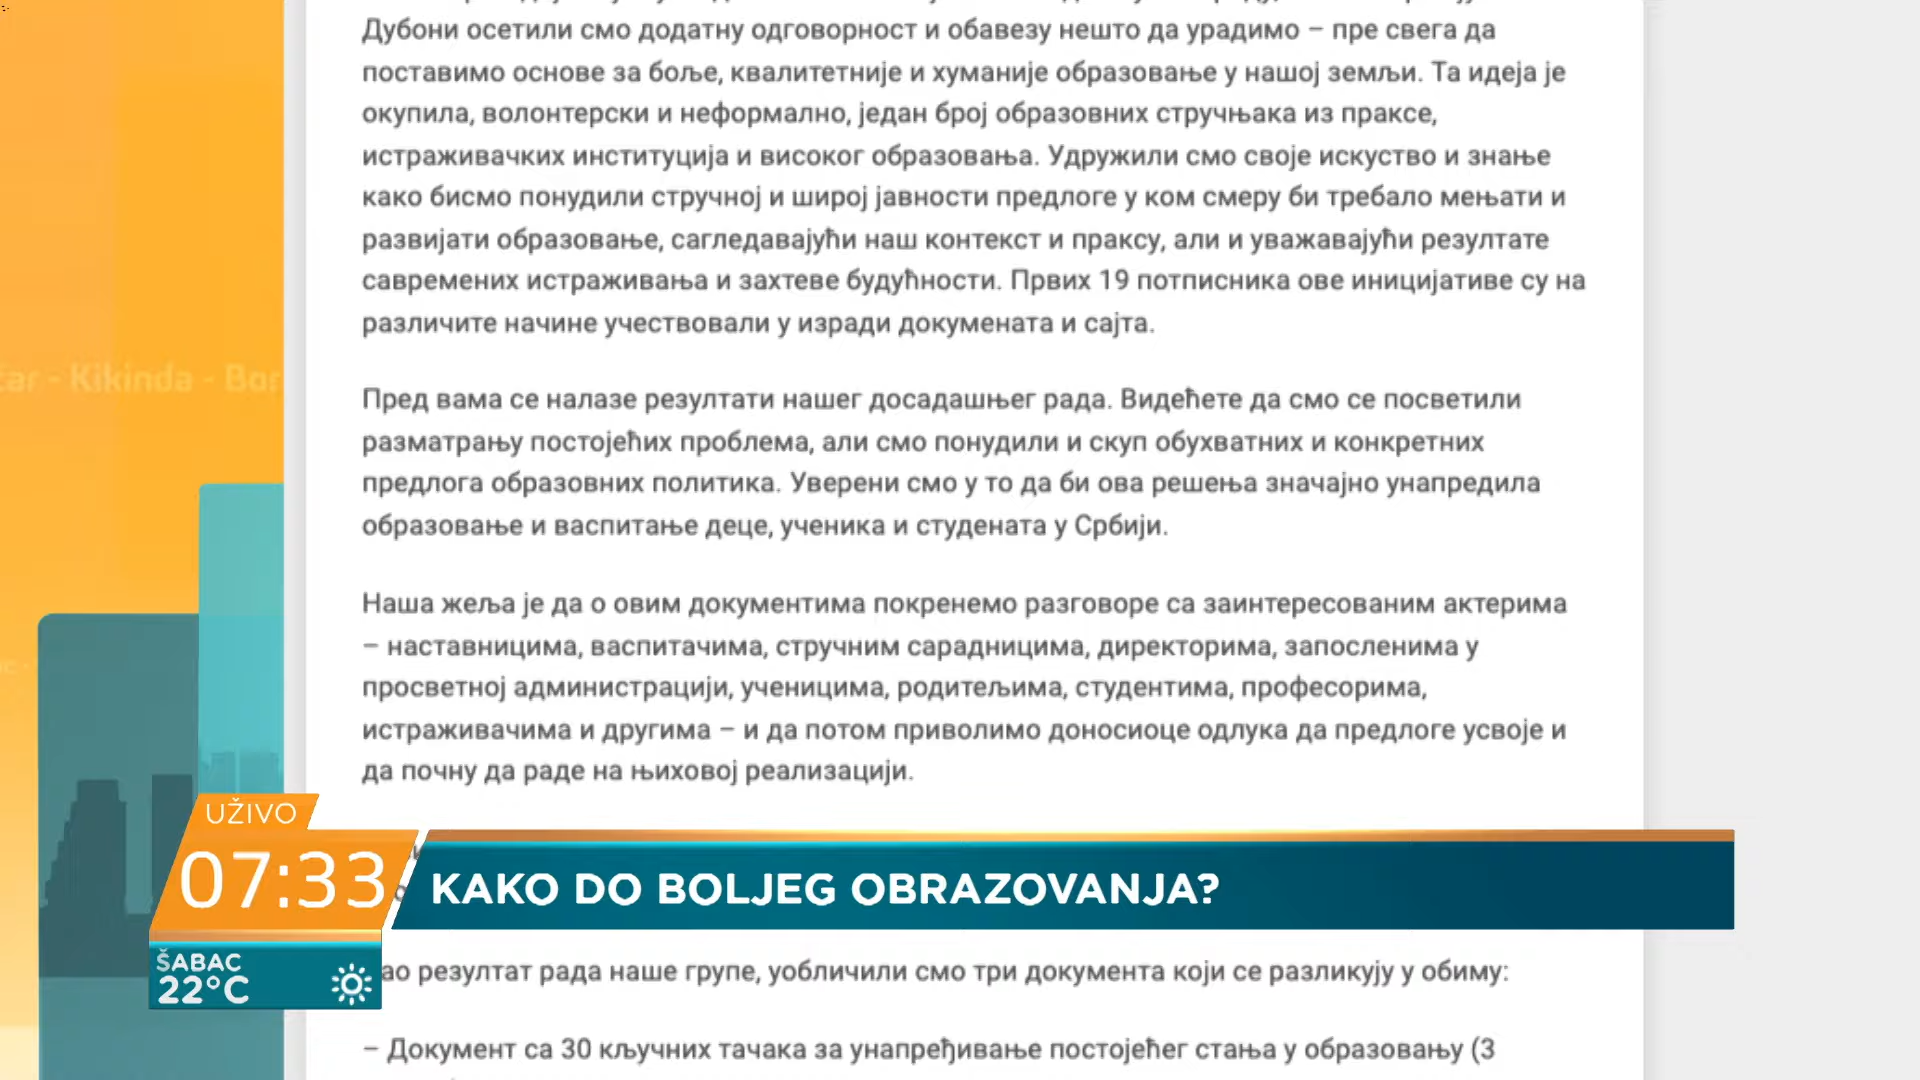 Дубони осетили смо додатну одговорност и обавезу нешто да урадимо – пре свега да
поставимо основе за боље, квалитетније и хуманије образовање у нашој земљи. Та идеја је
окупила, волонтерски и неформално, један број образовних стручњака из праксе,
истраживачких институција и високог образовања. Удружили смо своје искуство и знање
како бисмо понудили стручној и широј јавности предлоге у ком смеру би требало мењати и
развијати образовање, сагледавајући наш контекст и праксу, али и уважавајући резултате
савремених истраживања и захтеве будућности. Првих 19 потписника ове иницијативе су на
различите начине учествовали у изради докумената и сајта.
Пред вама се налазе резултати нашег досадашњег рада. Видећете да смо се посветили
разматрању постојећих проблема, али смо понудили и скуп обухватних и конкретних
предлога образовних политика. Уверени смо у то да би ова решења значајно унапредила
образовање и васпитање деце, ученика и студената у Србији.
Наша жеља је да о овим документима покренемо разговоре са заинтересованим актерима
– наставницима, васпитачима, стручним сарадницима, директорима, запосленима у
просветној администрацији, ученицима, родитељима, студентима, професорима,
истраживачима и другима – и да потом приволимо доносиоце одлука да предлоге усвоје и
да почну да раде на њиховој реализацији.
- Kikinda -
UŽIVO
07:33
KAKO DO BOLJEG OBRAZOVANJA?
ŠABAC
22°C
ао резултат рада наше групе, уобличили смо три документа који се разликују у обиму:
– Документ са 30 кључних тачака за унапређивање постојећег стања у образовању (3